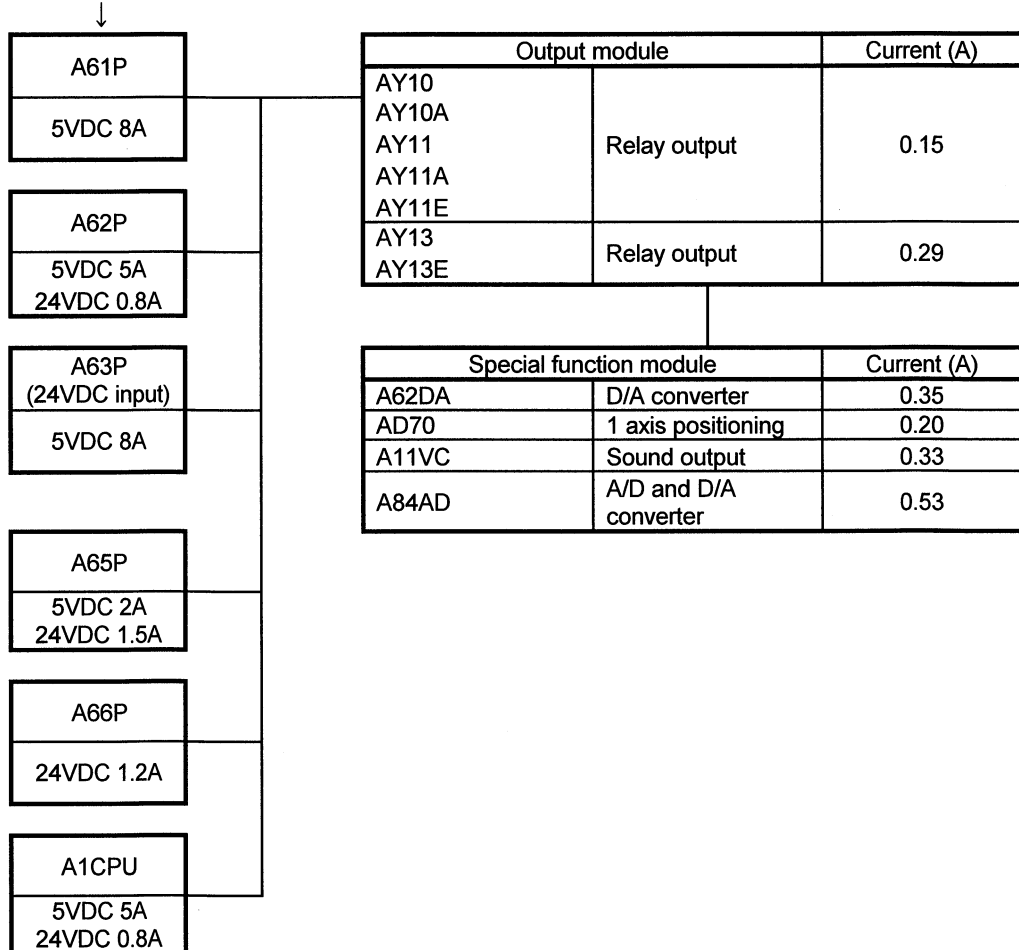 ↓
A61P
5VDC 8A
A62P
5VDC 5A
24VDC 0.8A
A63P
(24VDC input)
5VDC 8A
A65P
5VDC 2A
24VDC 1.5A
A66P
24VDC 1.2A
A1CPU
5VDC 5A
24VDC 0.8A
Output module Current (A)
AY10
AY10A
AY11 Relay output 0.15
AY11A
AY11E
AY13
AY13E
Relay output 0.29
Special function module Current (A)
A62DA D/A converter 0.35
AD70 1 axis positioning 0.20
A11VC Sound output 0.33
A84AD A/D and D/A converter 0.53